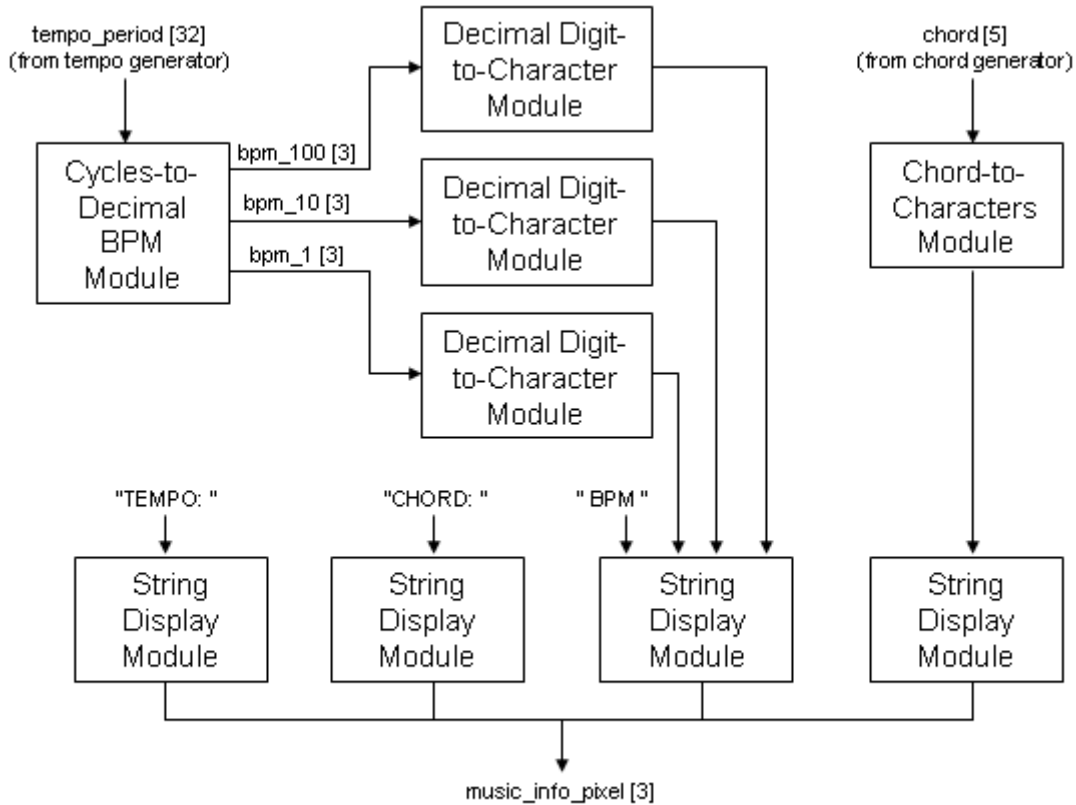 tempo_period [32]
(from tempo generator)
Decimal Digit-
to-Character
Module
chord[5]
(from chord generator)
bpm_100 [3]
Cycles-to-
Decimal
BPM
Module
bpm_10 [3]
Decimal Digit-
to-Character
Module
Chord-to-
Characters
Module
bpm_1 [3]
Decimal Digit-
to-Character
Module
"TEMPO: "
"CHORD: "
" BPM "
String
Display
Module
String
Display
Module
String
Display
Module
String
Display
Module
music_info_pixel [3]